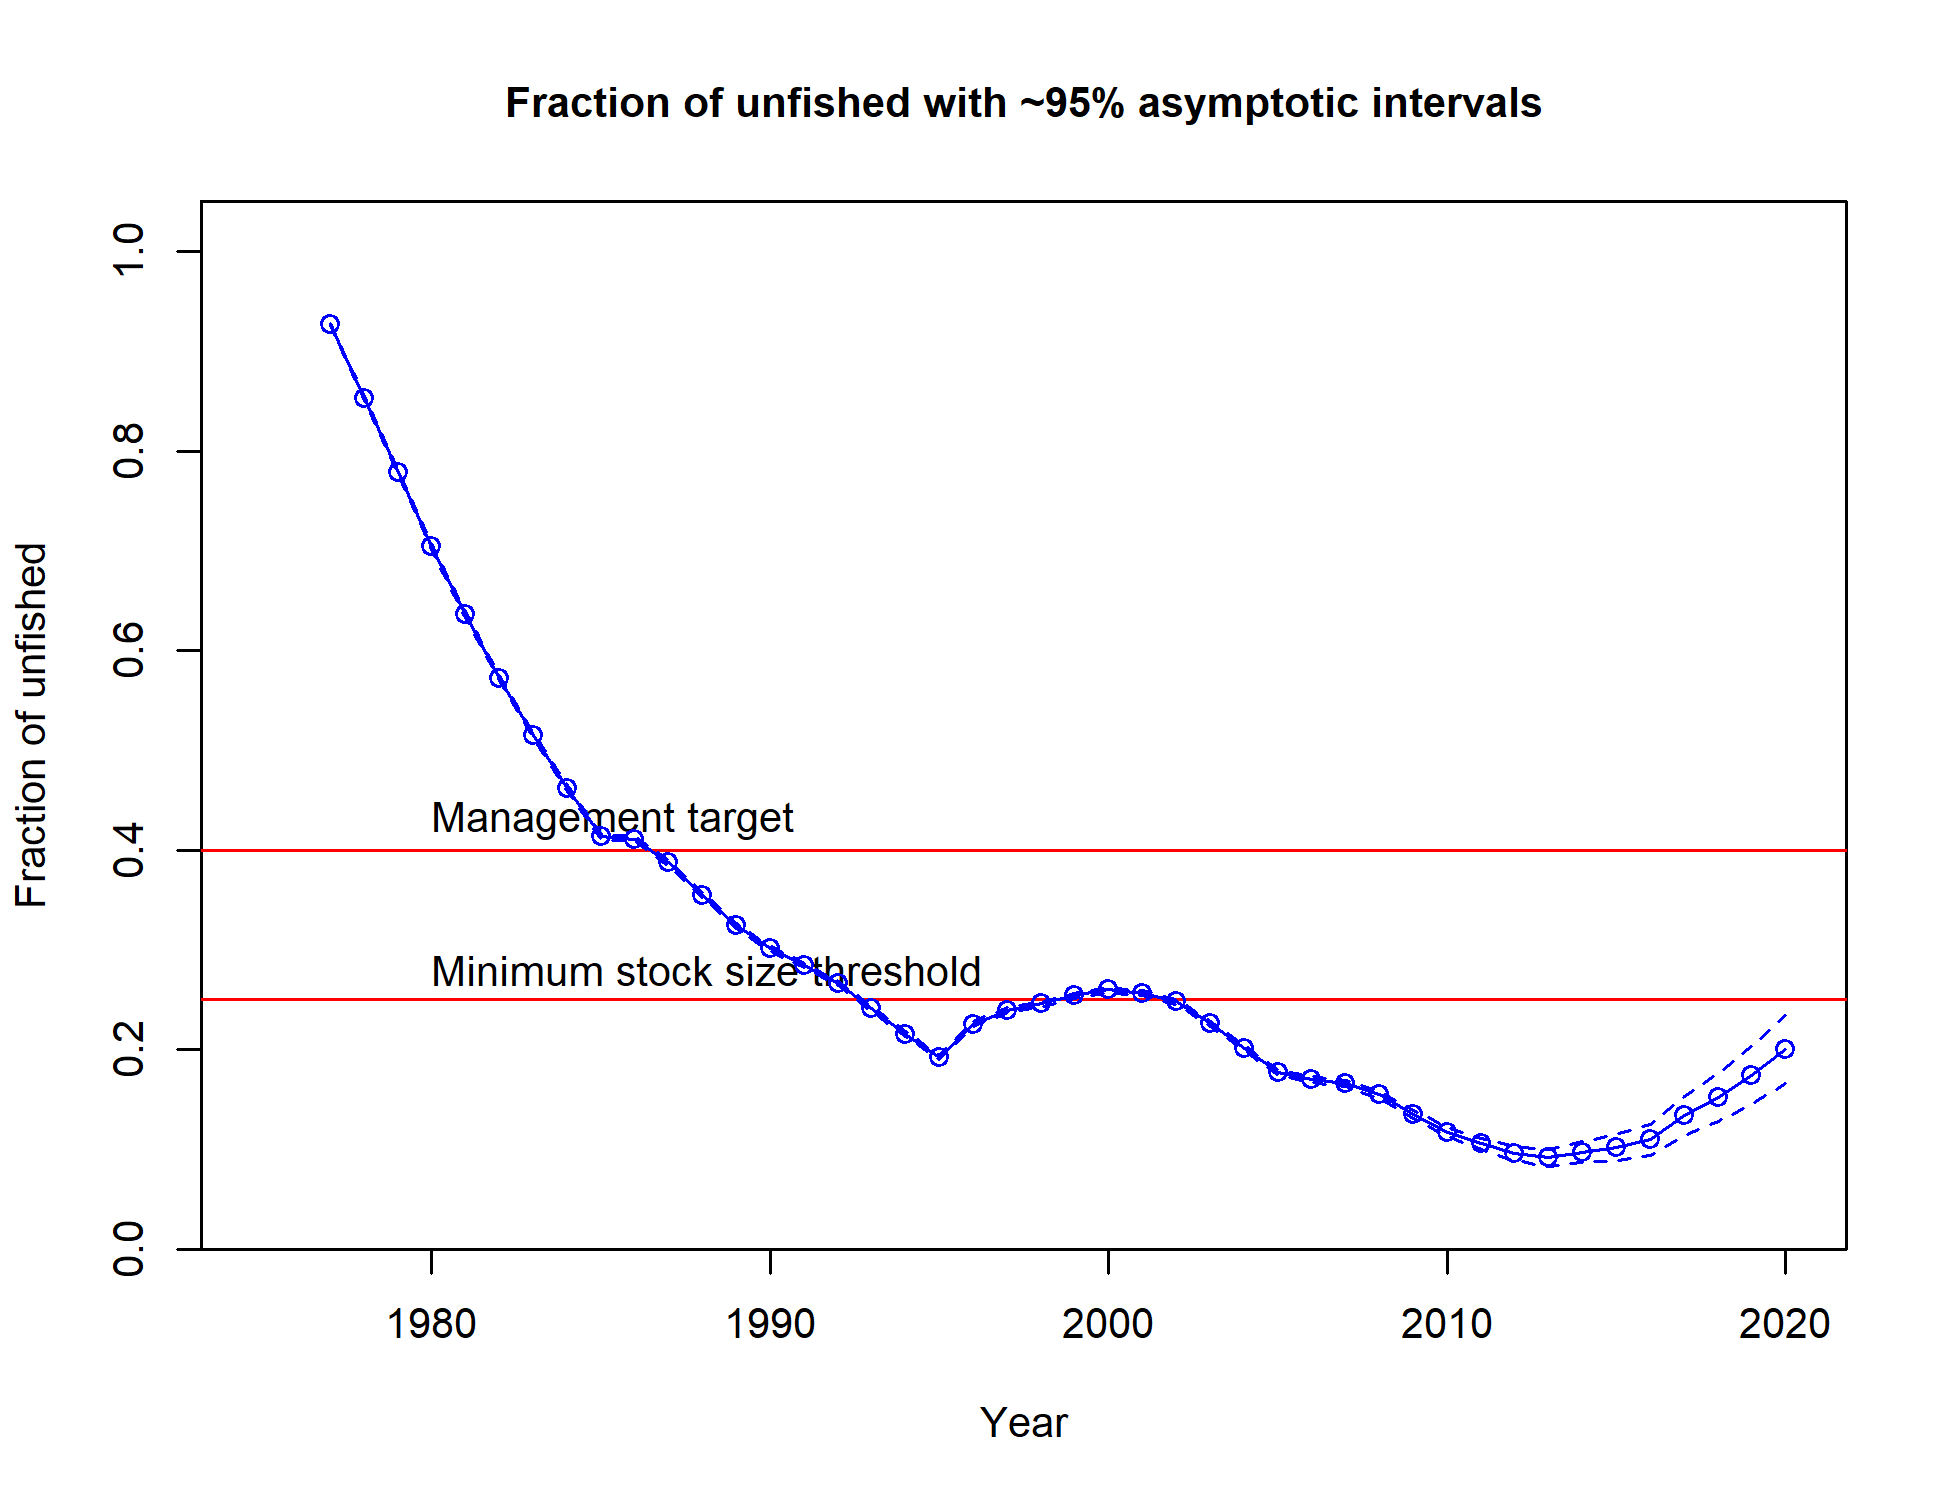 Fraction of unfished with ~95% asymptotic intervals
Fraction of unfished
1.0
0.8
0.6
0.4
0.2
0.0
Management target
Minimum stock size threshold
1980
1990
2000
2010
2020
Year